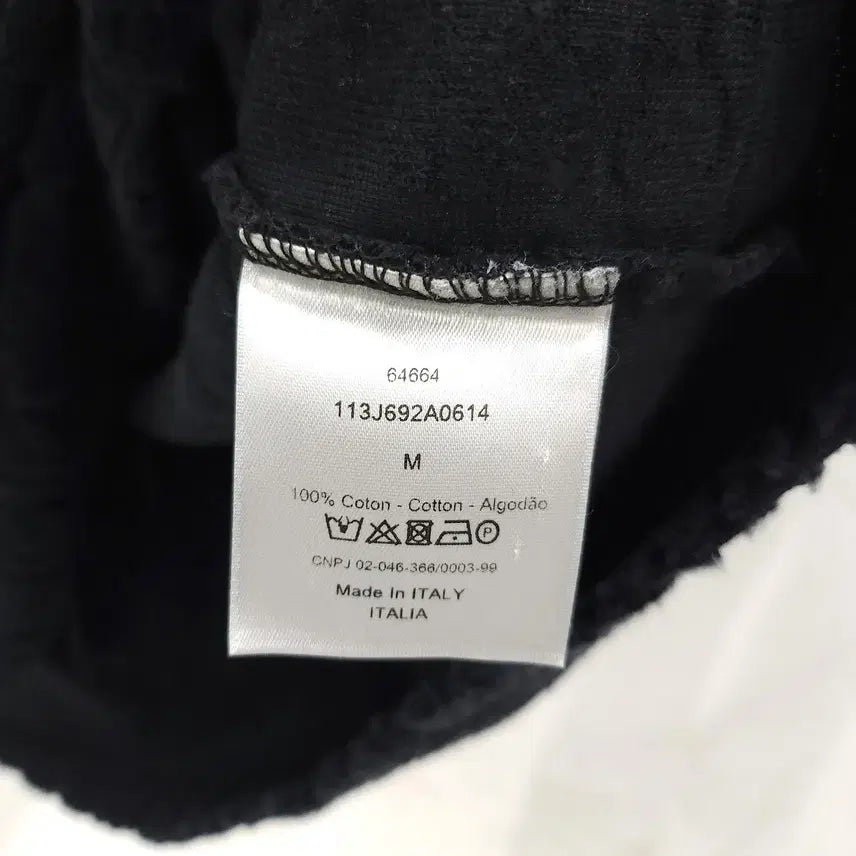 64664
113J692A0614
M
100% Coton - Cotton - Algodão
P
CNPJ 02-046-366/0003-99
Made In ITALY
ITALIA